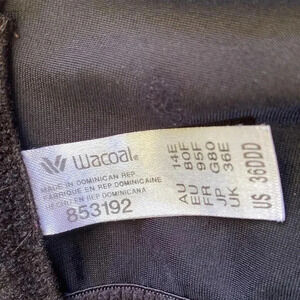 Wacoal®
MADE IN DOMINICAN REP.
FABRIQUÉ EN REP. DOMINICAINE
HECHO EN REP. DOMINICANA
853192
AU 14E
EU 80F
FR 95F
JP G80
UK 36E
US 36DDD